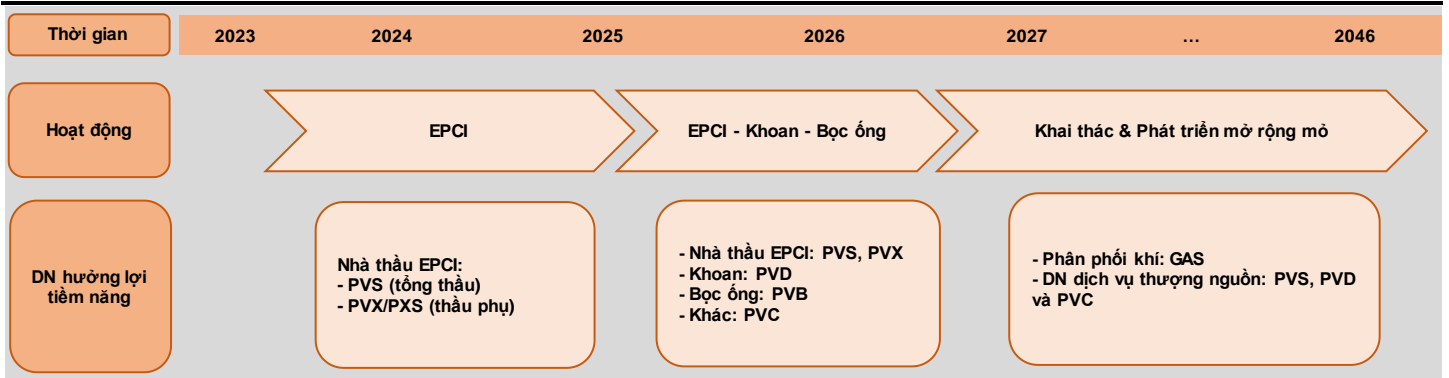 Thời gian
2023 2024 2025 2026 2027 ... 2046
Hoạt động
EPCI
EPCI - Khoan - Bọc ống
Khai thác & Phát triển mở rộng mỏ
DN hưởng lợi
tiềm năng
Nhà thầu EPCI:
- PVS (tổng thầu)
- PVX/PXS (thầu phụ)
- Nhà thầu EPCI: PVS, PVX
- Khoan: PVD
- Bọc ống: PVB
- Khác: PVC
- Phân phối khí: GAS
- DN dịch vụ thượng nguồn: PVS, PVD
và PVC